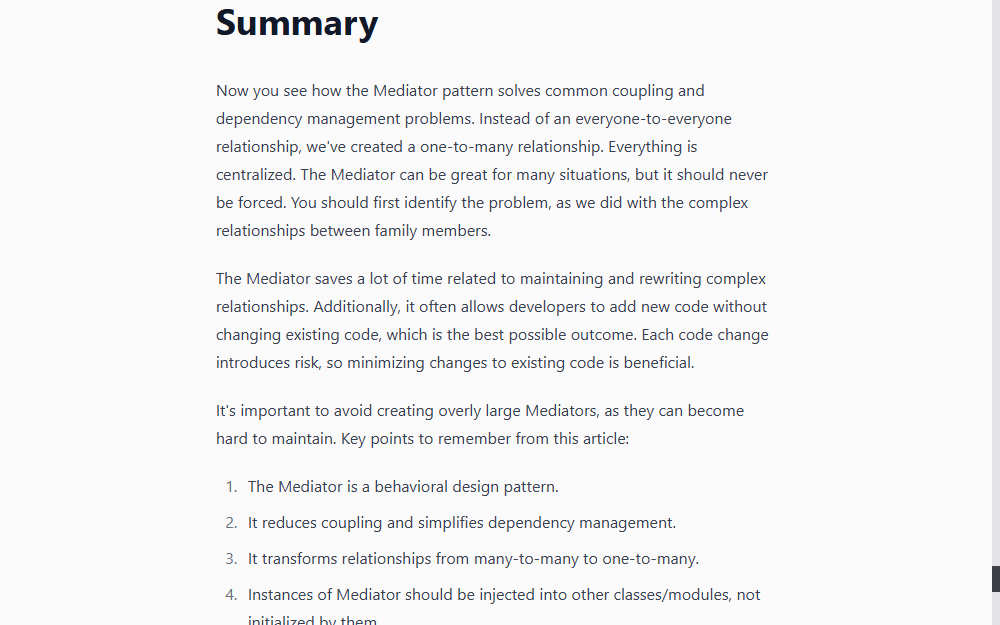 Summary
Now you see how the Mediator pattern solves common coupling and
dependency management problems. Instead of an everyone-to-everyone
relationship, we've created a one-to-many relationship. Everything is
centralized. The Mediator can be great for many situations, but it should never
be forced. You should first identify the problem, as we did with the complex
relationships between family members.
The Mediator saves a lot of time related to maintaining and rewriting complex
relationships. Additionally, it often allows developers to add new code without
changing existing code, which is the best possible outcome. Each code change
introduces risk, so minimizing changes to existing code is beneficial.
It's important to avoid creating overly large Mediators, as they can become
hard to maintain. Key points to remember from this article:
1. The Mediator is a behavioral design pattern.
2. It reduces coupling and simplifies dependency management.
3. It transforms relationships from many-to-many to one-to-many.
4. Instances of Mediator should be injected into other classes/modules, not
initialized by them.